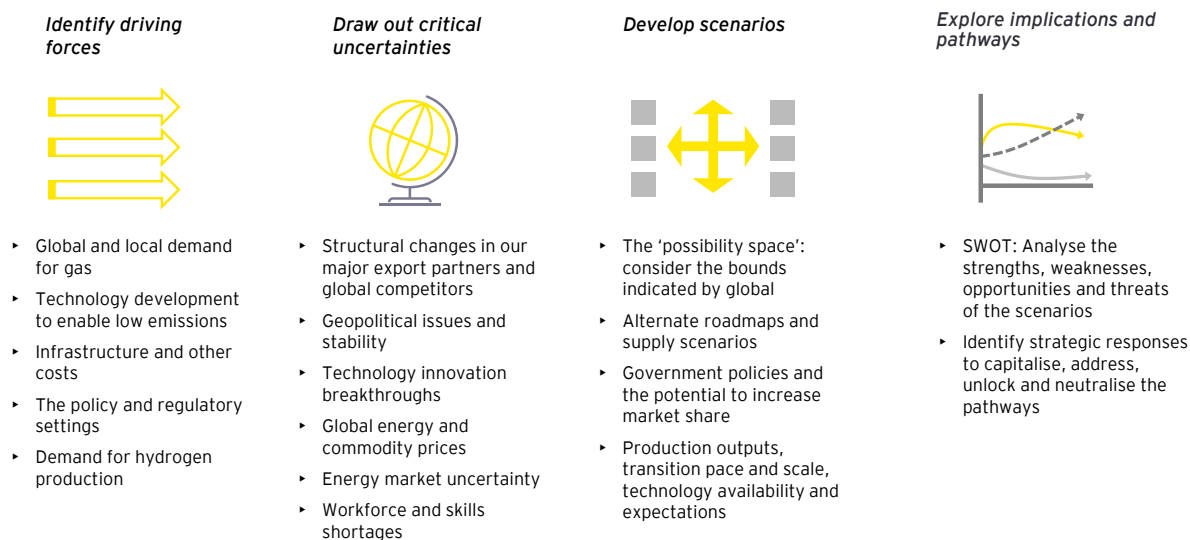 Identify driving
forces
‣ Global and local demand
for gas
‣ Technology development
to enable low emissions
‣ Infrastructure and other
costs
‣ The policy and regulatory
settings
‣ Demand for hydrogen
production
Draw out critical
uncertainties
‣ Structural changes in our
major export partners and
global competitors
‣ Geopolitical issues and
stability
‣ Technology innovation
breakthroughs
‣ Global energy and
commodity prices
‣ Energy market uncertainty
‣ Workforce and skills
shortages
Develop scenarios
‣ The ‘possibility space’:
consider the bounds
indicated by global
‣ Alternate roadmaps and
supply scenarios
‣ Government policies and
the potential to increase
market share
‣ Production outputs,
transition pace and scale,
technology availability and
expectations
Explore implications and
pathways
‣ SWOT: Analyse the
strengths, weaknesses,
opportunities and threats
of the scenarios
‣ Identify strategic responses
to capitalise, address,
unlock and neutralise the
pathways